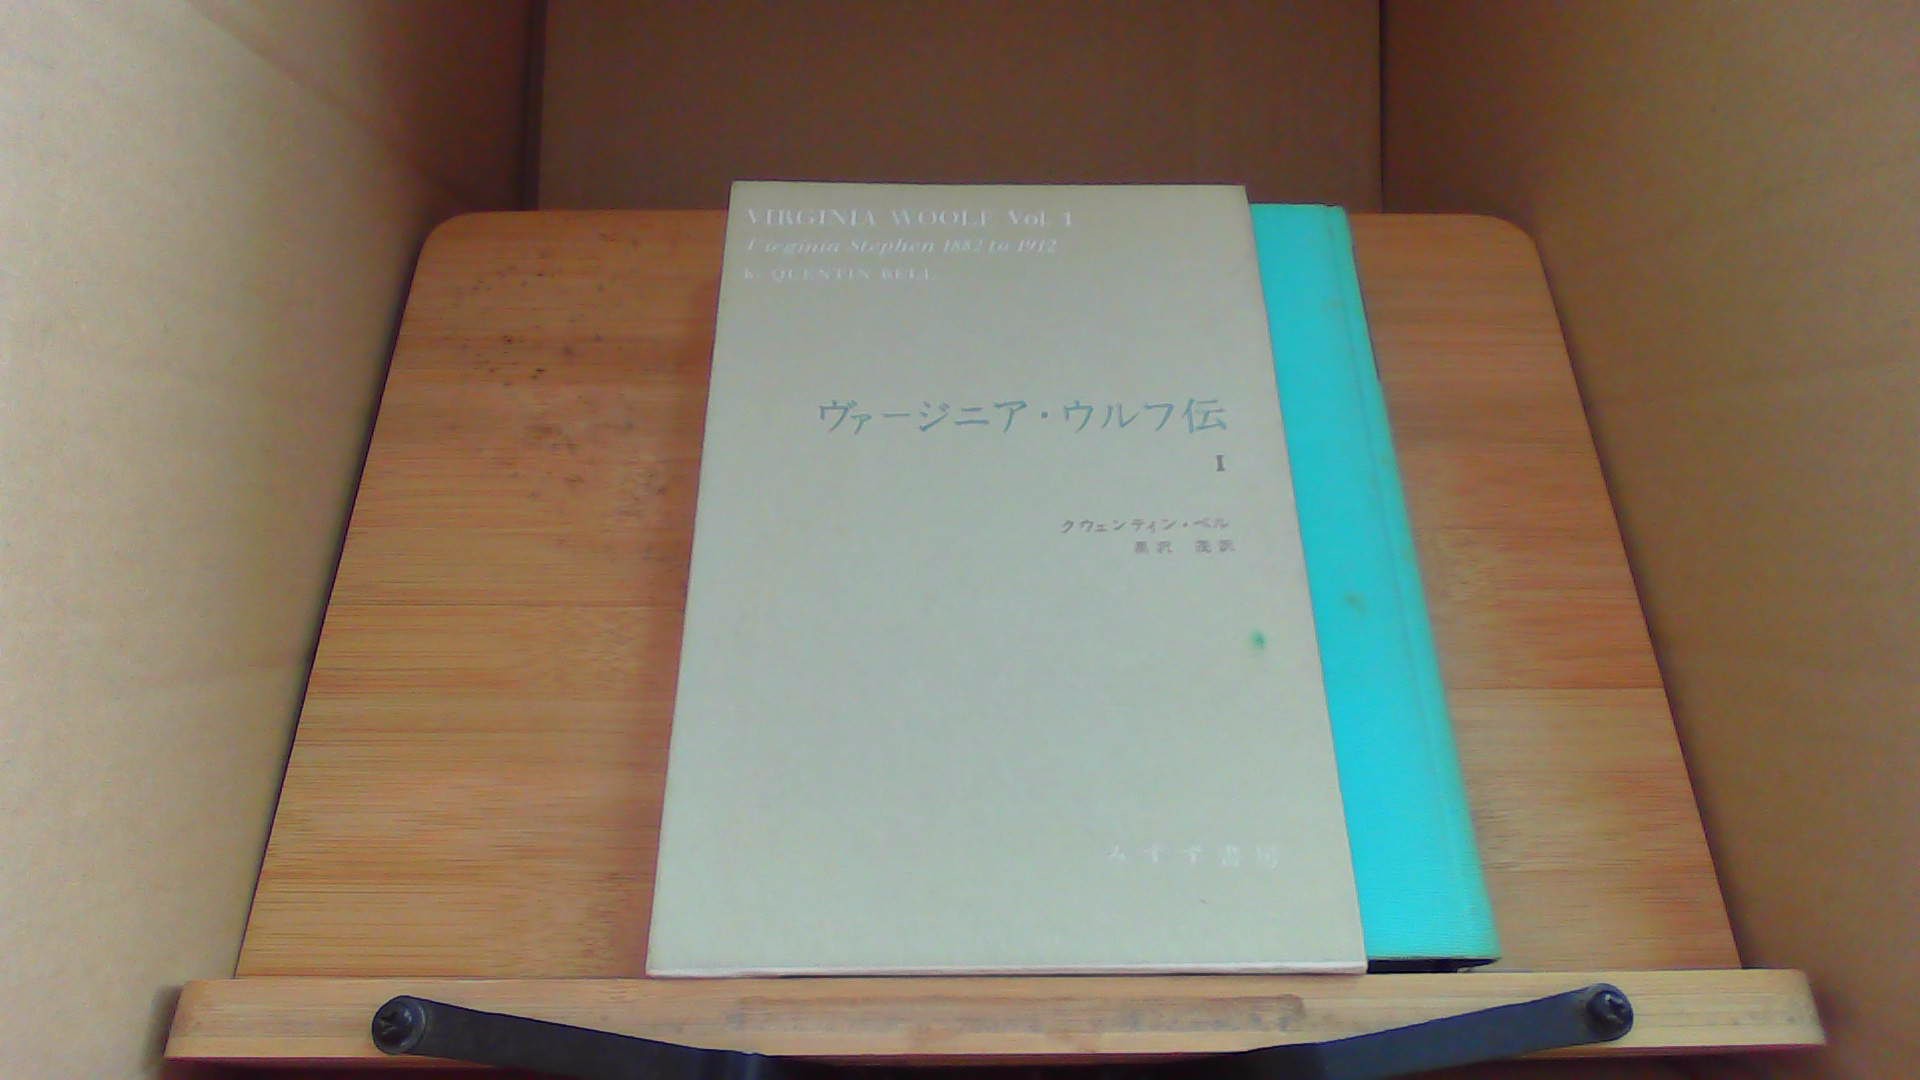 VIRGINIA WOOLF Vol. 1
Virginia Stephen 1882 to 1912
QUENTIN BELL
ヴァージニア・ウルフ伝
I
クウェンティン・ベル
黒沢 茂訳
みすず書房